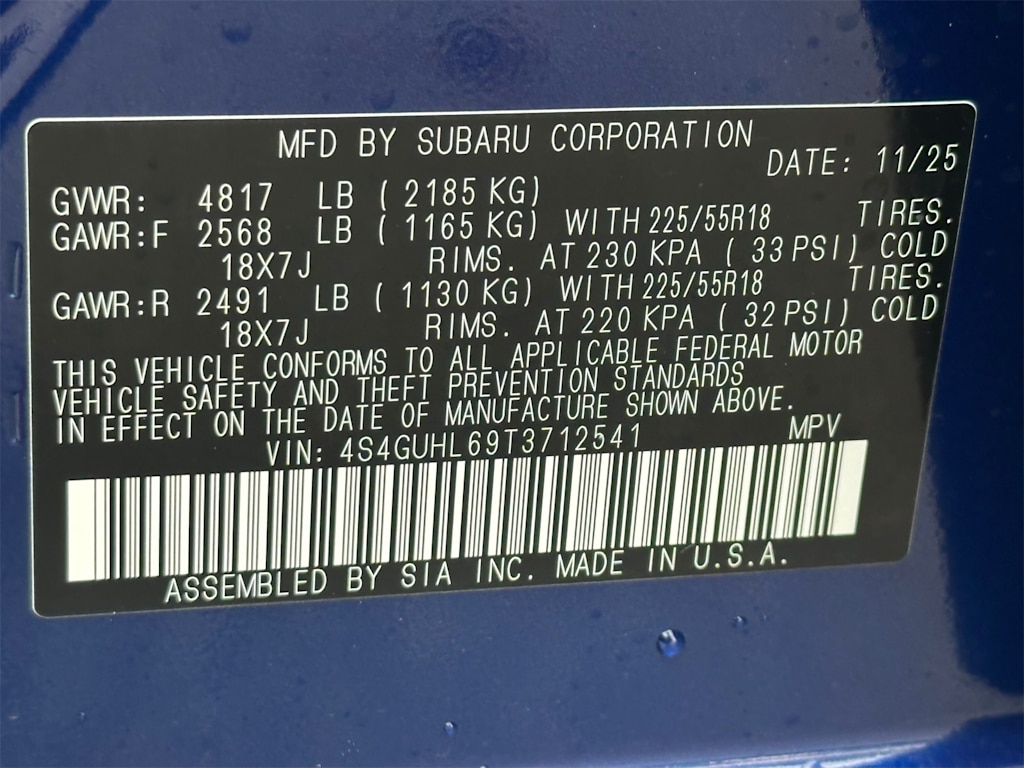 MFD BY SUBARU CORPORATION DATE: 11/25
GVWR: 4817 LB ( 2185 KG)
GAWR:F 2568 LB ( 1165 KG) WITH 225/55R18 TIRES.
18X7J RIMS. AT 230 KPA ( 33 PSI) COLD
GAWR:R 2491 LB ( 1130 KG) WITH 225/55R18 TIRES.
18X7J RIMS. AT 220 KPA ( 32 PSI) COLD
THIS VEHICLE CONFORMS TO ALL APPLICABLE FEDERAL MOTOR
VEHICLE SAFETY AND THEFT PREVENTION STANDARDS
IN EFFECT ON THE DATE OF MANUFACTURE SHOWN ABOVE.
VIN: 4S4GUHL69T3712541 MPV
ASSEMBLED BY SIA INC. MADE IN U.S.A.